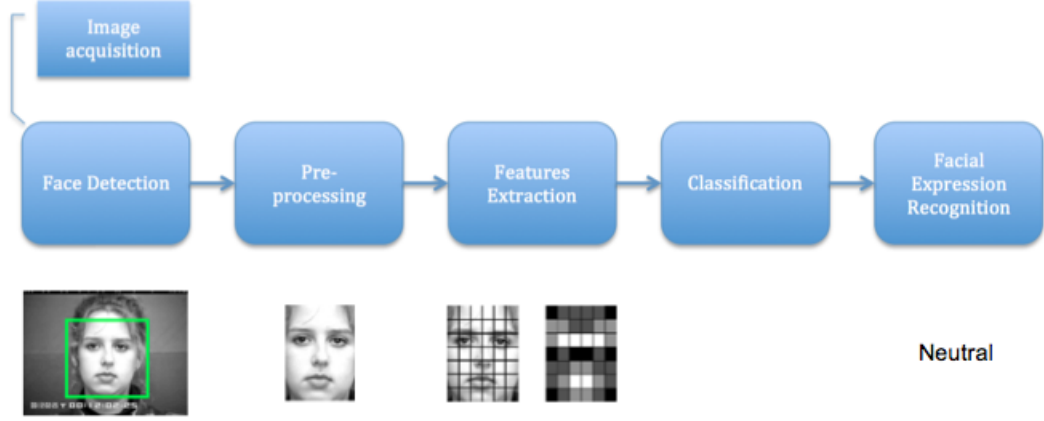 Image
acquisition
Face Detection
Pre-
processing
Features
Extraction
Classification
Facial
Expression
Recognition
Neutral